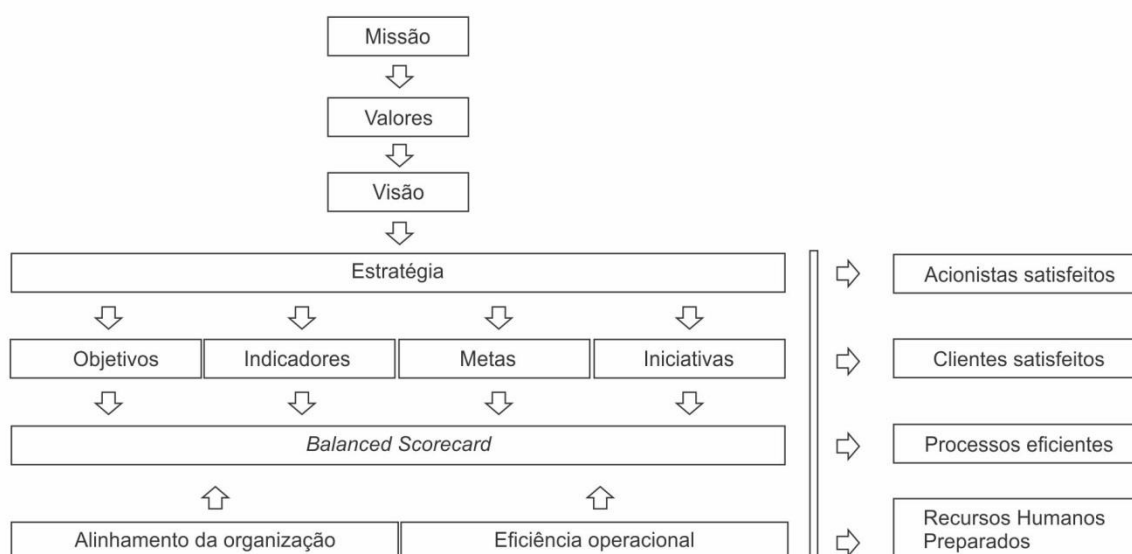 Missão
Valores
Visão
Estratégia
Acionistas satisfeitos
Objetivos
Indicadores
Metas
Iniciativas
Clientes satisfeitos
Balanced Scorecard
Processos eficientes
Alinhamento da organização
Eficiência operacional
Recursos Humanos
Preparados